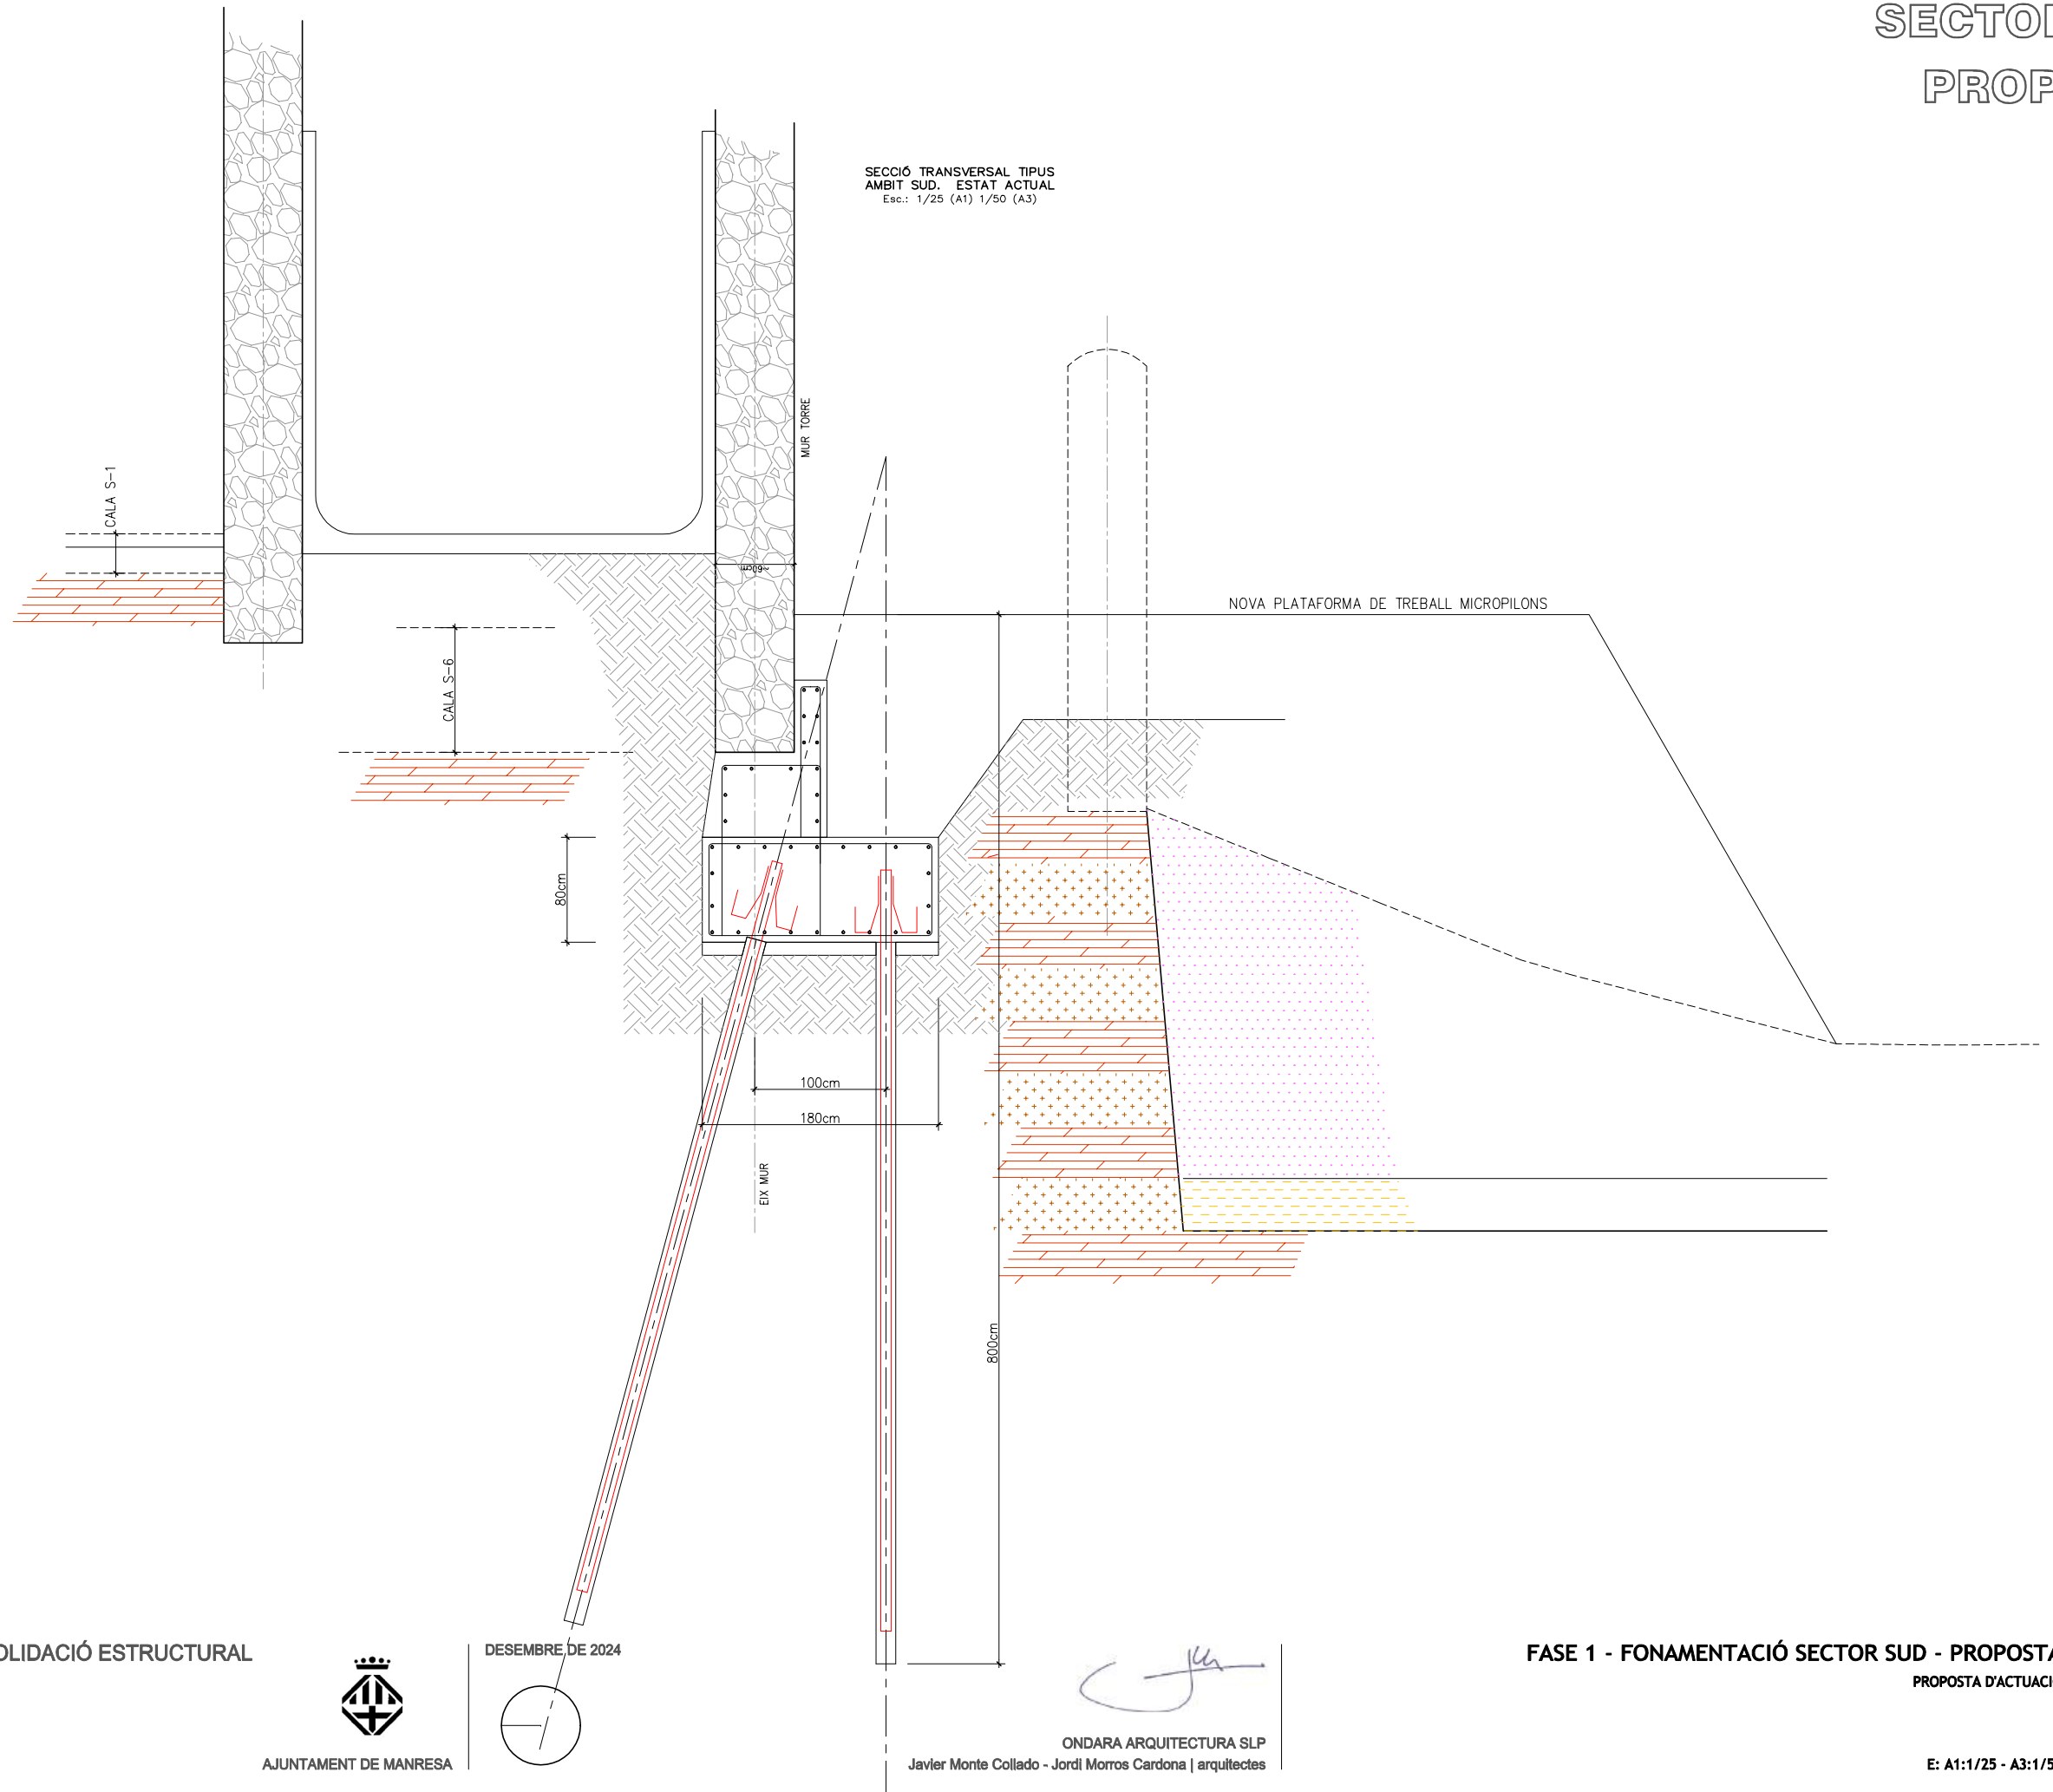 SECTOR
PROP
SECCIÓ TRANSVERSAL TIPUS
AMBIT SUD. ESTAT ACTUAL
Esc.: 1/25 (A1) 1/50 (A3)
MUR TORRE
CALA S-1
~60cm
NOVA PLATAFORMA DE TREBALL MICROPILONS
CALA S-6
80cm
100cm
180cm
EIX MUR
800cm
OLIDACIÓ ESTRUCTURAL
DESEMBRE DE 2024
AJUNTAMENT DE MANRESA
ONDARA ARQUITECTURA SLP
Javier Monte Collado - Jordi Morros Cardona | arquitectes
FASE 1 - FONAMENTACIÓ SECTOR SUD - PROPOSTA
PROPOSTA D'ACTUACI
E: A1:1/25 - A3:1/5